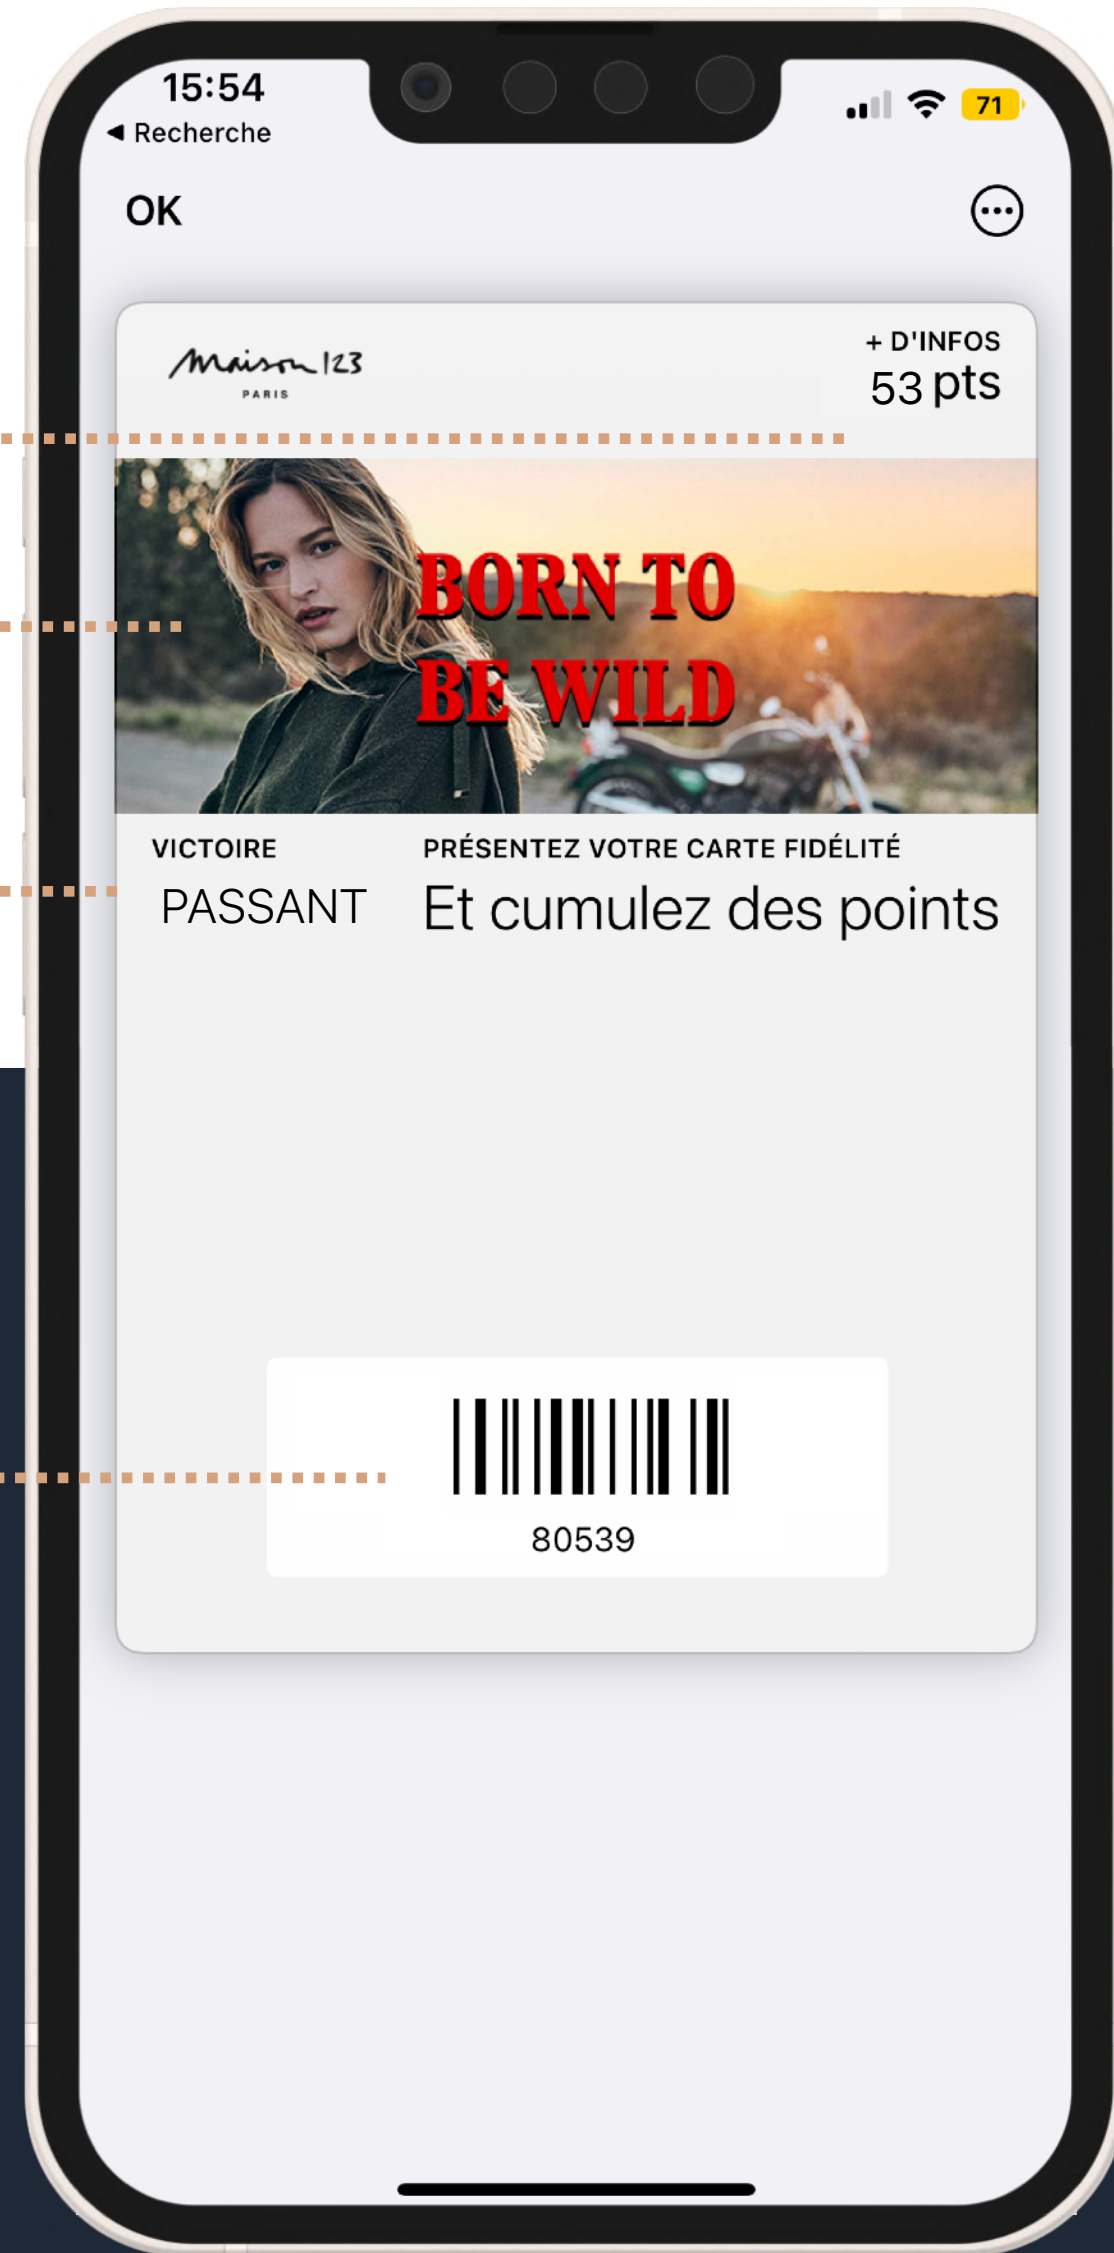 15:54
◀ Recherche
71
OK
Maison 123
PARIS
+ D'INFOS
53 pts
BORN TO
BE WILD
VICTOIRE
PASSANT
PRÉSENTEZ VOTRE CARTE FIDÉLITÉ
Et cumulez des points
80539